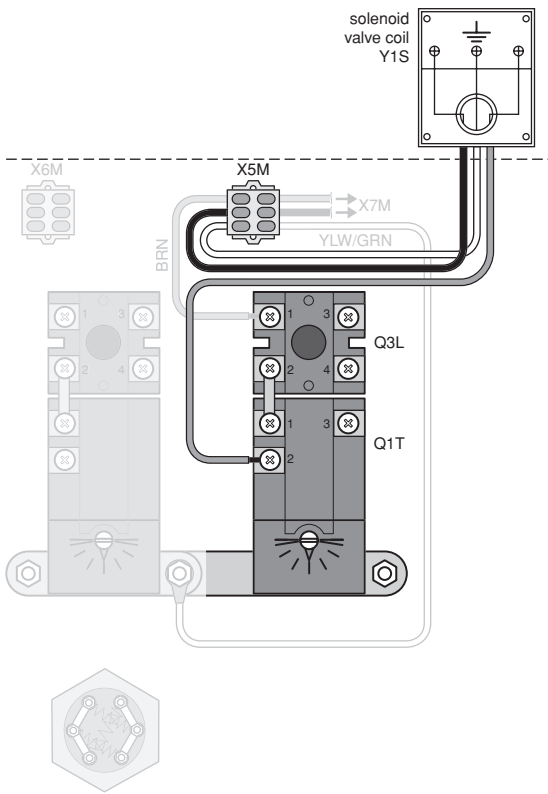 solenoid
valve coil
Y1S
X6M
X5M
X7M
YLW/GRN
BRN
1 3
2 4
1 3
Q3L
2 4
1 3
Q1T
2